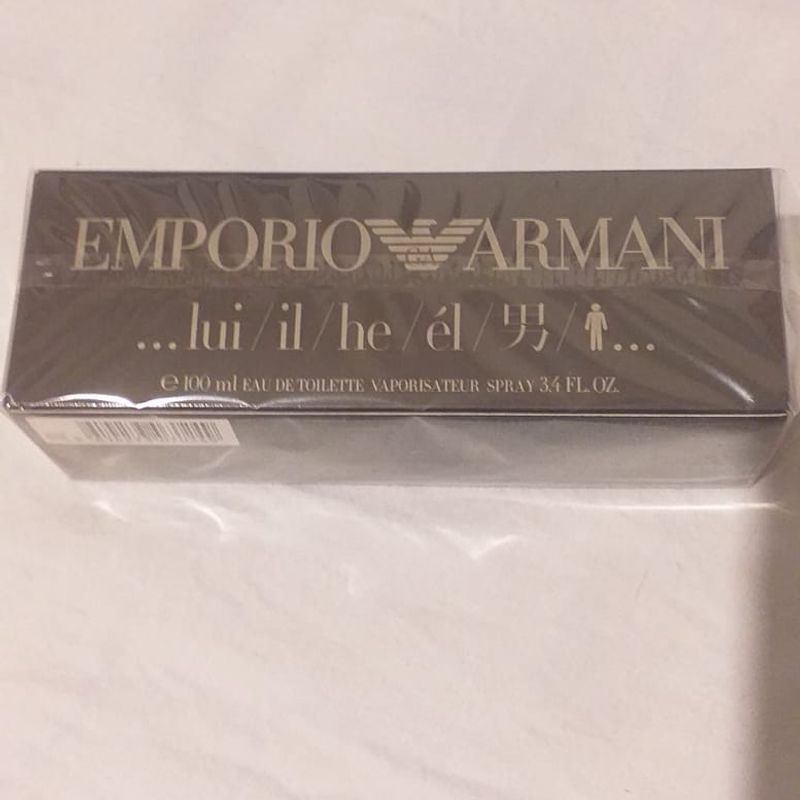 EMPORIO ARMANI
...lui/il/he/él/男/...
℮ 100 ml EAU DE TOILETTE VAPORISATEUR SPRAY 3.4 FL. OZ.